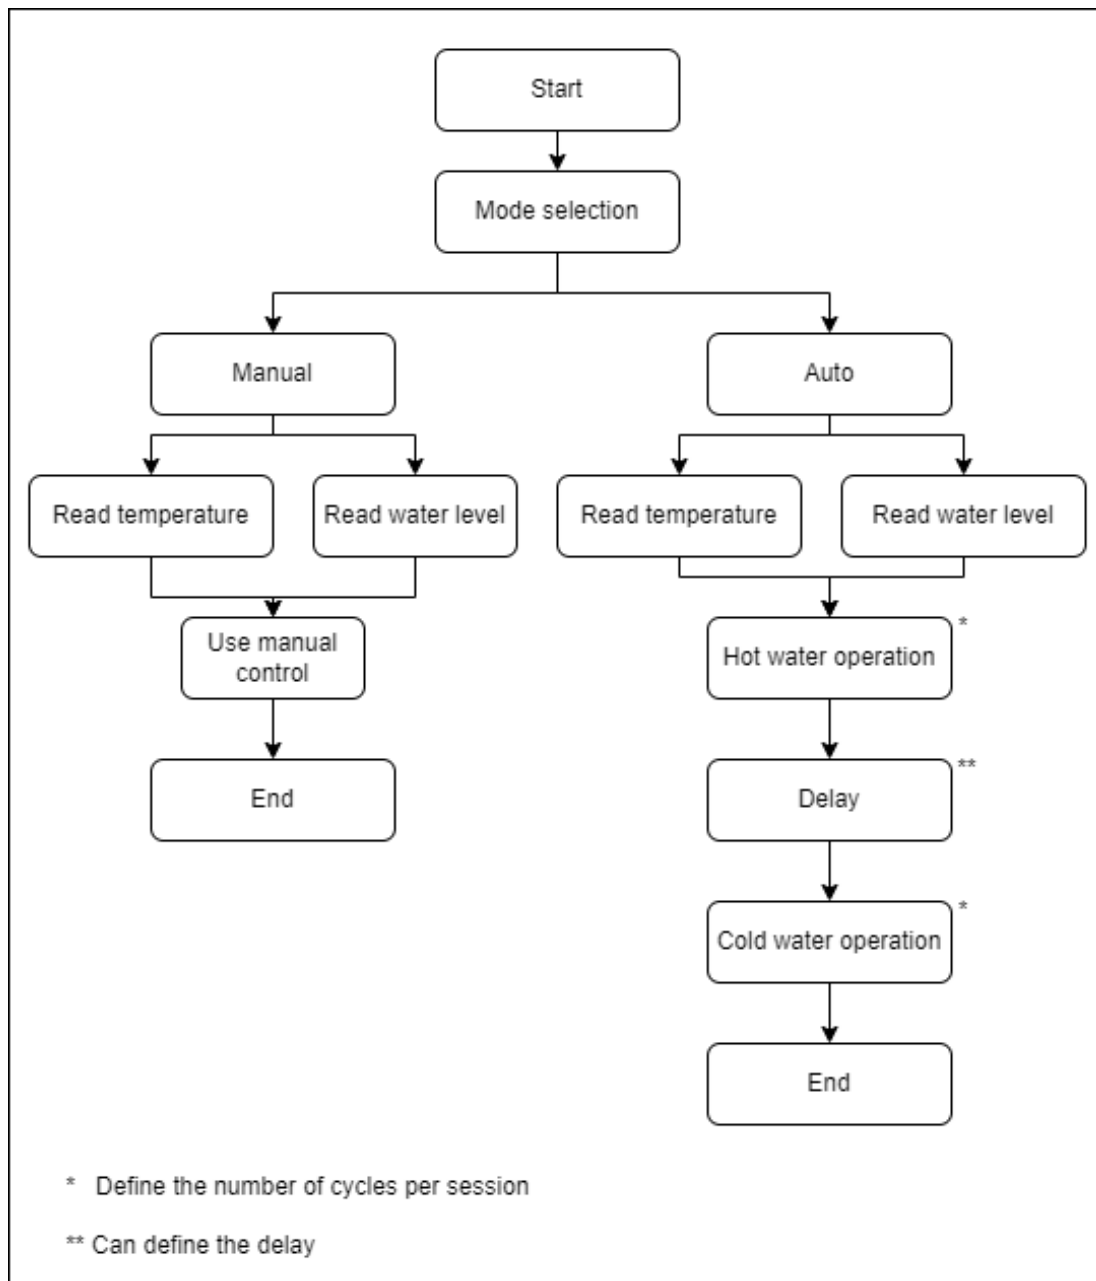 Start
Mode selection
Manual
Auto
Read temperature
Read water level
Read temperature
Read water level
Use manual
control
Hot water operation
*
End
Delay
**
Cold water operation
*
End
* Define the number of cycles per session
** Can define the delay